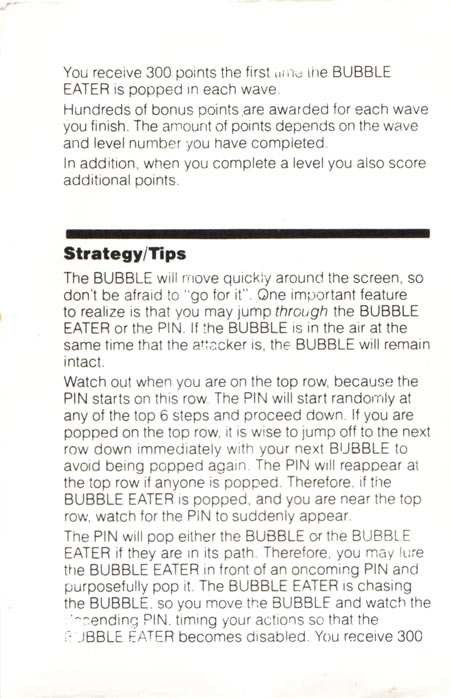 You receive 300 points the first time the BUBBLE
EATER is popped in each wave.
Hundreds of bonus points are awarded for each wave
you finish. The amount of points depends on the wave
and level number you have completed.
In addition, when you complete a level you also score
additional points.
Strategy/Tips
The BUBBLE will move quickly around the screen, so
don't be afraid to "go for it". One important feature
to realize is that you may jump through the BUBBLE
EATER or the PIN. If the BUBBLE is in the air at the
same time that the attacker is, the BUBBLE will remain
intact.
Watch out when you are on the top row, because the
PIN starts on this row. The PIN will start randomly at
any of the top 6 steps and proceed down. If you are
popped on the top row, it is wise to jump off to the next
row down immediately with your next BUBBLE to
avoid being popped again. The PIN will reappear at
the top row if anyone is popped. Therefore, if the
BUBBLE EATER is popped, and you are near the top
row, watch for the PIN to suddenly appear.
The PIN will pop either the BUBBLE or the BUBBLE
EATER if they are in its path. Therefore, you may lure
the BUBBLE EATER in front of an oncoming PIN and
purposefully pop it. The BUBBLE EATER is chasing
the BUBBLE, so you move the BUBBLE and watch the
descending PIN, timing your actions so that the
BUBBLE EATER becomes disabled. You receive 300